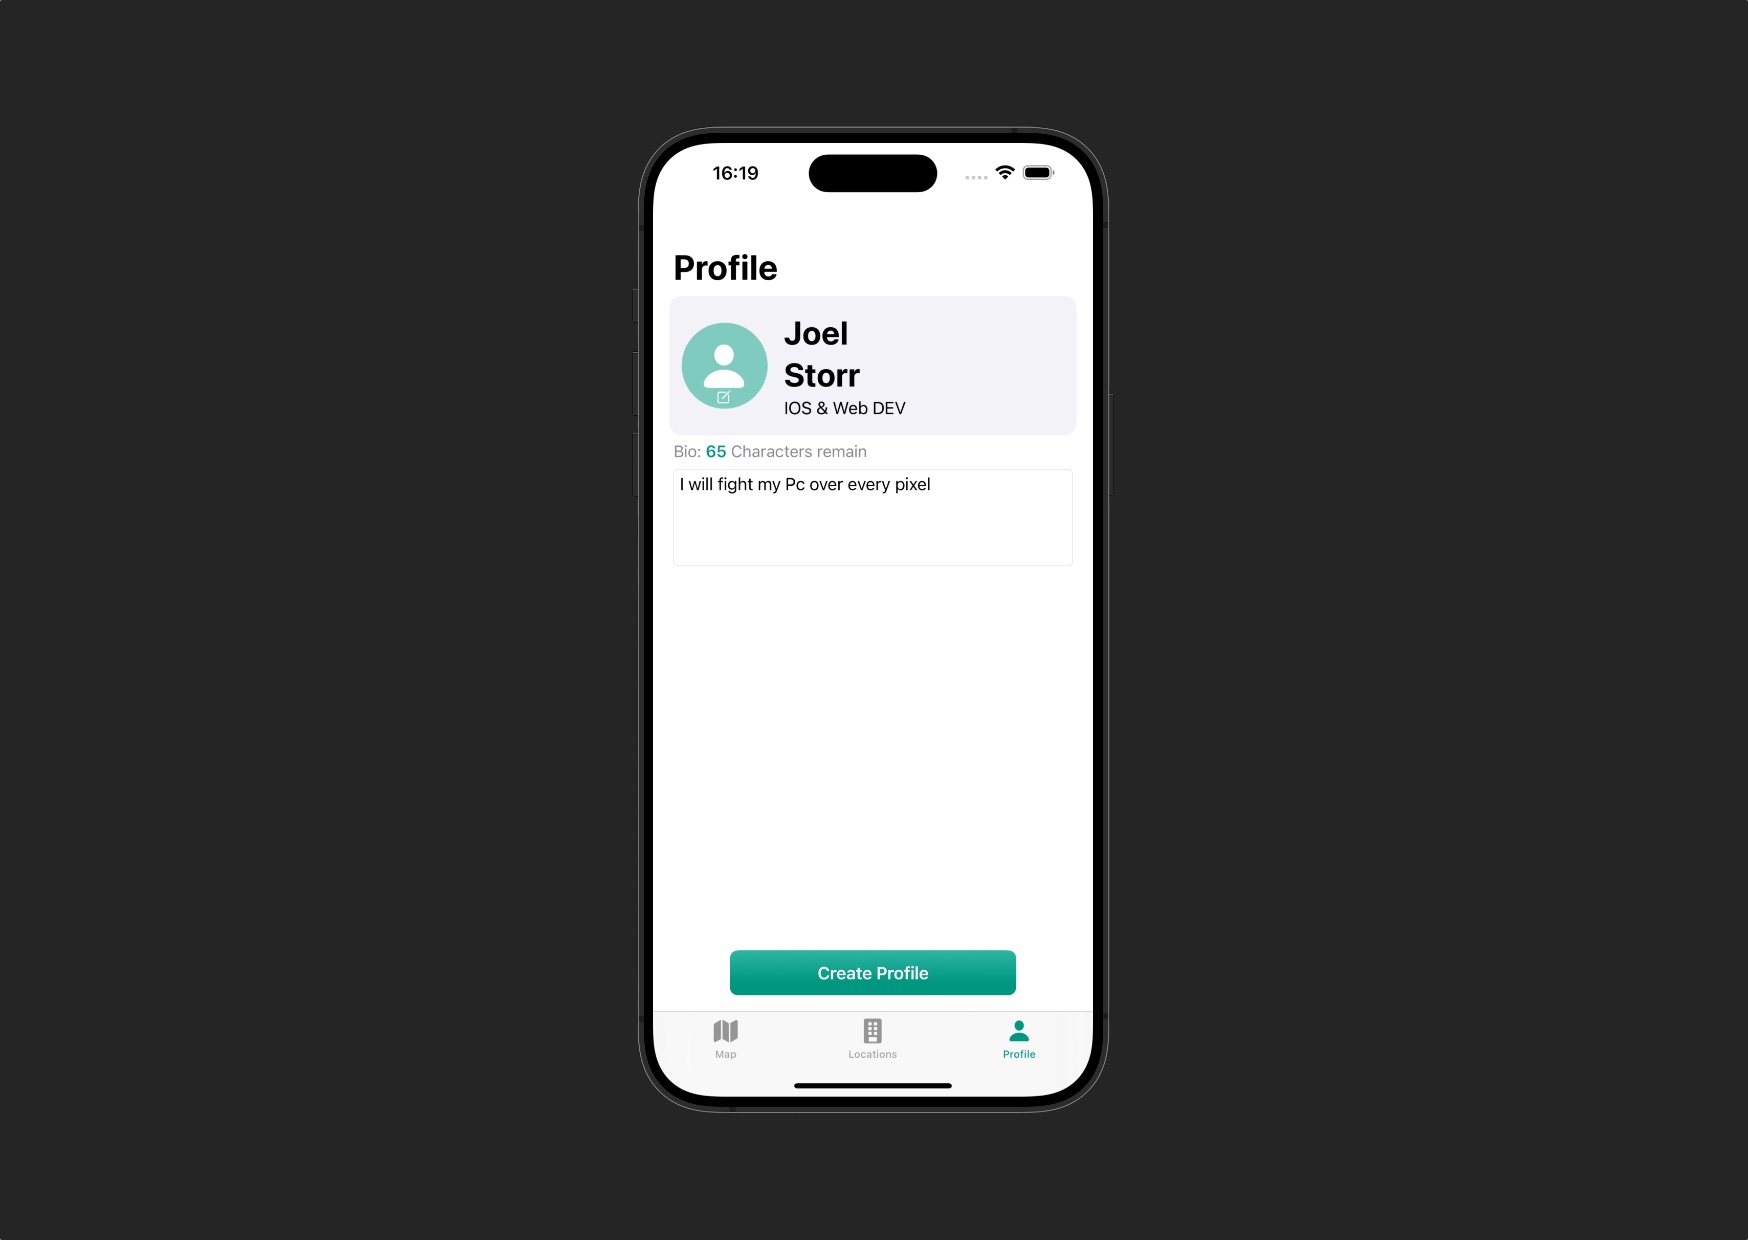 16:19
Profile
Joel
Storr
IOS & Web DEV
Bio: 65 Characters remain
I will fight my Pc over every pixel
Create Profile
Map
Locations
Profile